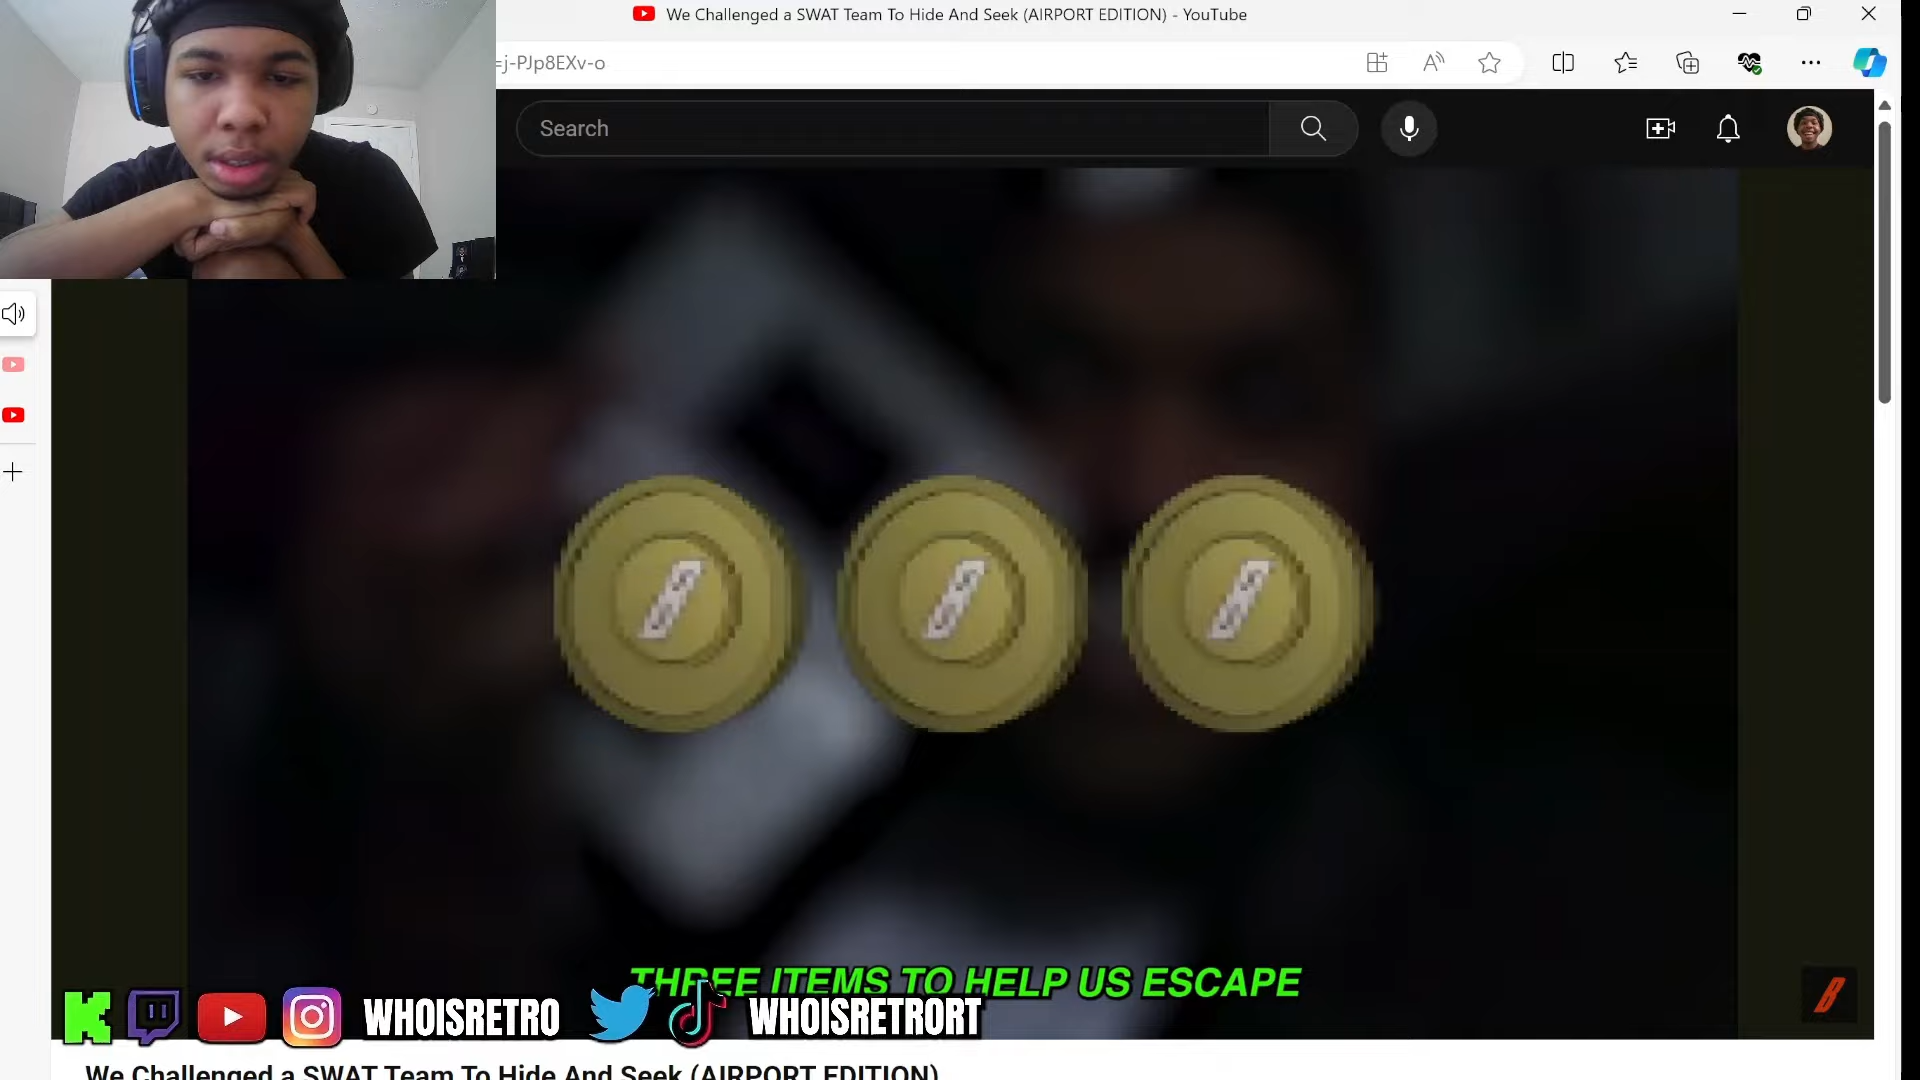 We Challenged a SWAT Team To Hide And Seek (AIRPORT EDITION) - YouTube
=j-PJp8EXv-o
Search
THREE ITEMS TO HELP US ESCAPE
WHOISRETRO
WHOISRETRORT
We Challenged a SWAT Team To Hide And Seek (AIRPORT EDITION)